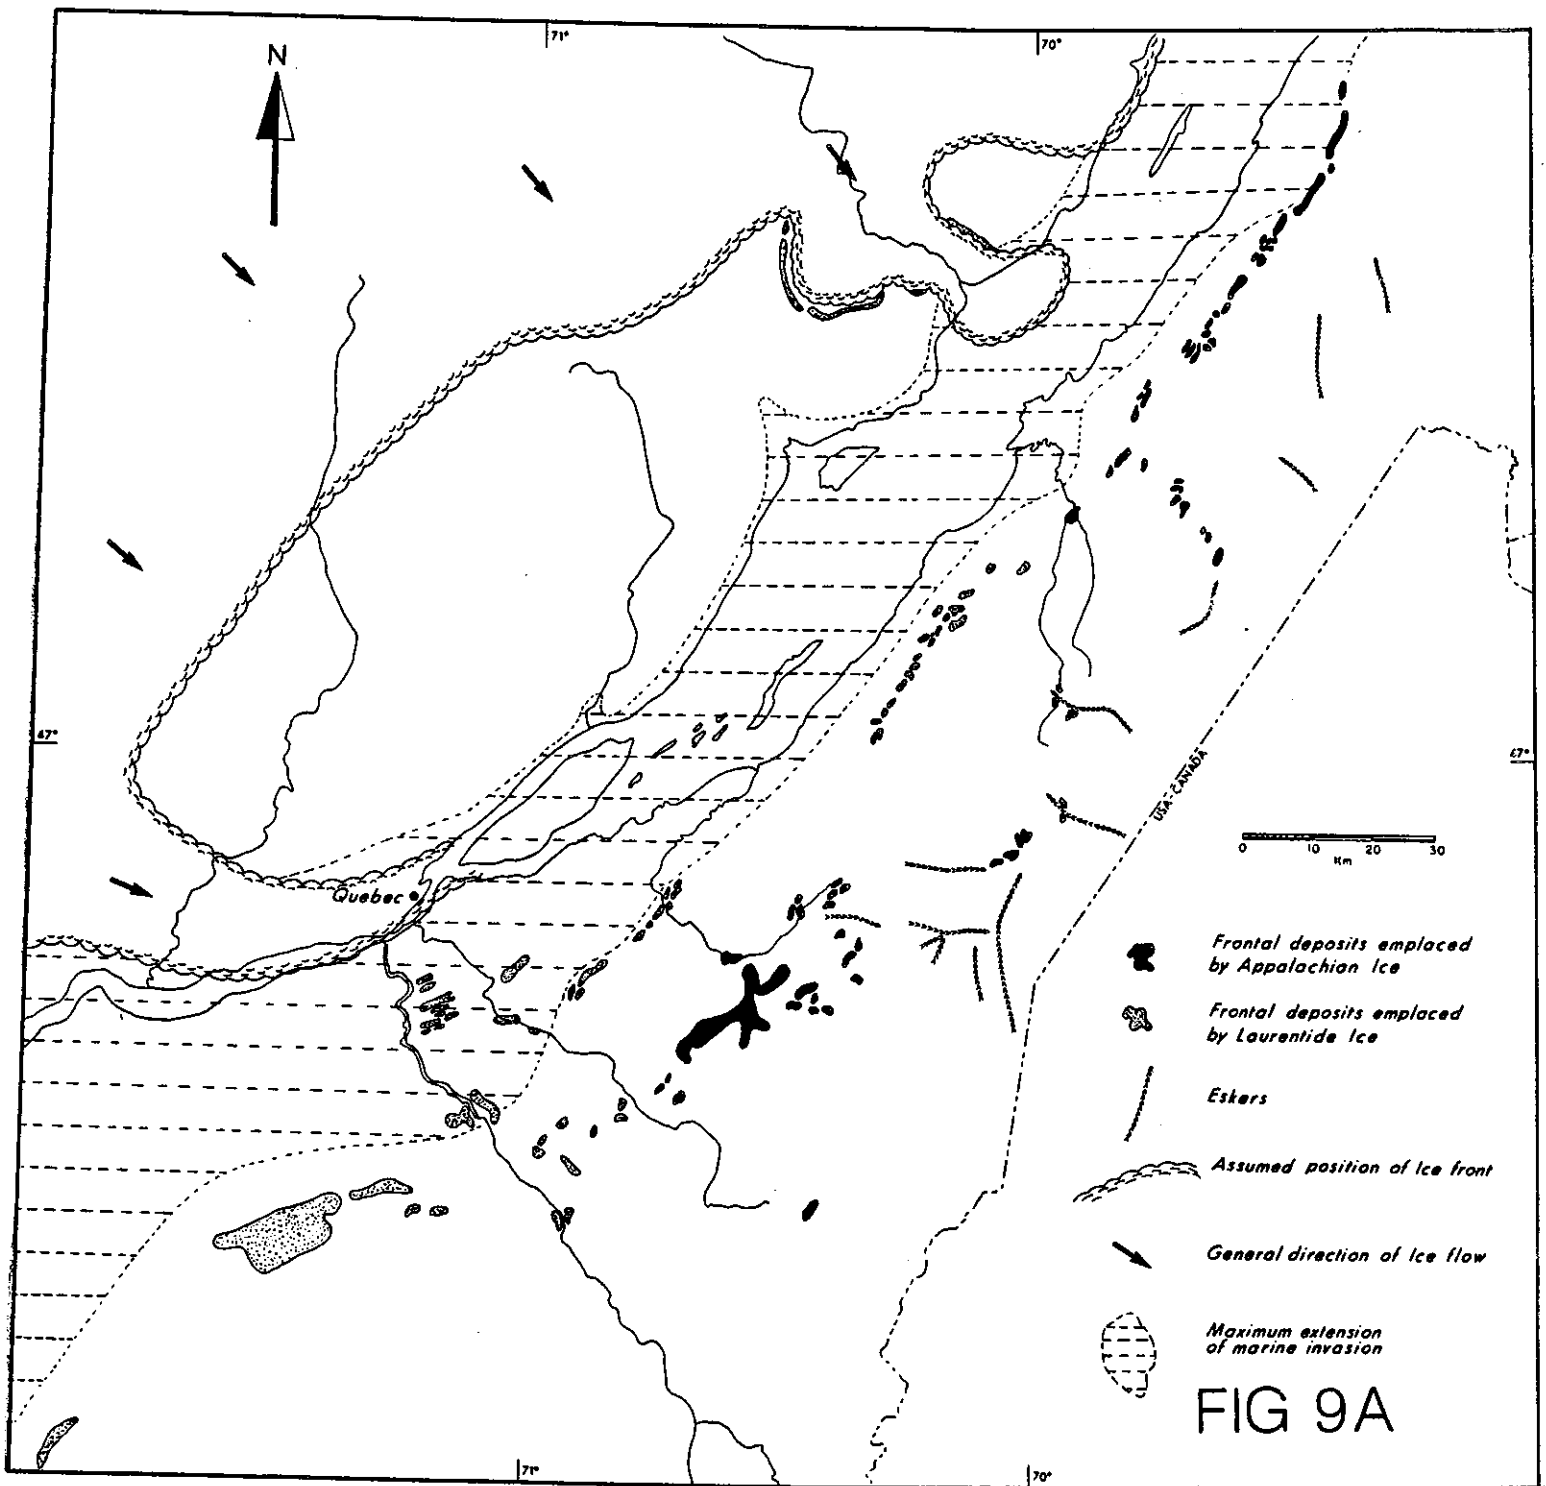 71°
70°
N
47°
67°
USA-CANADA
0 10 20 30
Km
Quebec
Frontal deposits emplaced
by Appalachian Ice
Frontal deposits emplaced
by Laurentide Ice
Eskers
Assumed position of Ice front
General direction of Ice flow
Maximum extension
of marine invasion
FIG 9A
71°
70°